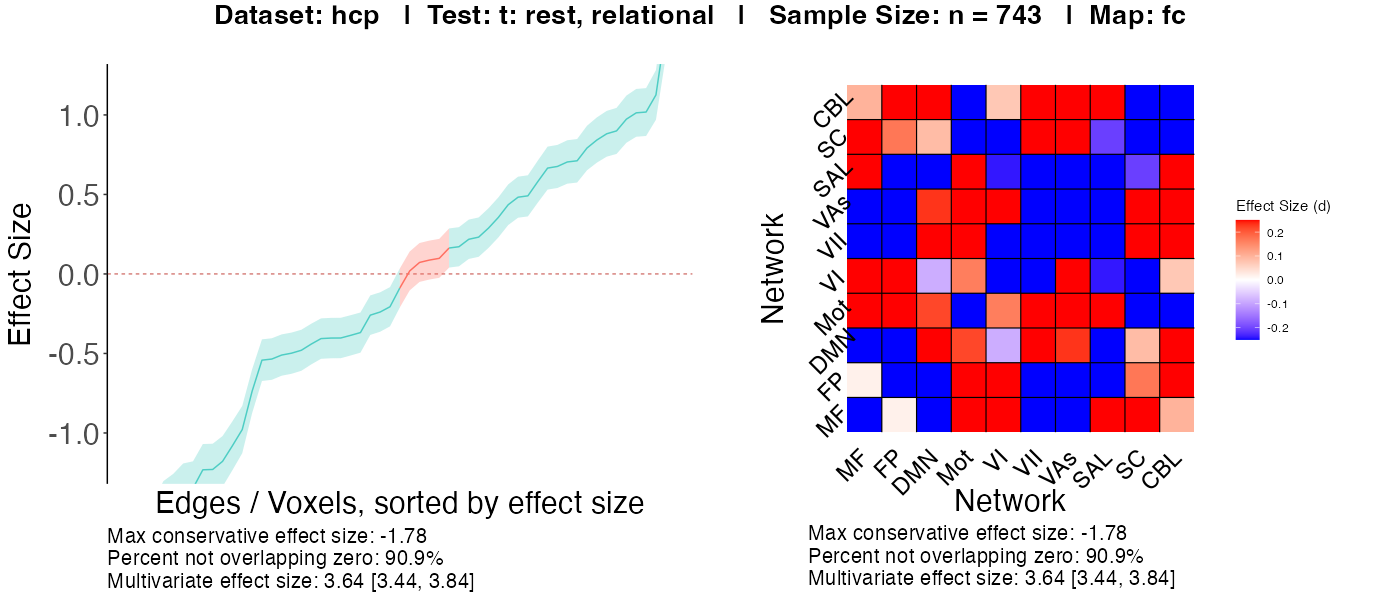 Dataset: hcp | Test: t: rest, relational | Sample Size: n = 743 | Map: fc
Effect Size
1.0
0.5
0.0
-0.5
-1.0
Edges / Voxels, sorted by effect size
Max conservative effect size: -1.78
Percent not overlapping zero: 90.9%
Multivariate effect size: 3.64 [3.44, 3.84]
Network
CBL
SC
SAL
VAs
VII
VI
Mot
DMN
FP
MF
MF FP DMN Mot VI VII VAs SAL SC CBL
Network
Max conservative effect size: -1.78
Percent not overlapping zero: 90.9%
Multivariate effect size: 3.64 [3.44, 3.84]
Effect Size (d)
0.2
0.1
0.0
-0.1
-0.2